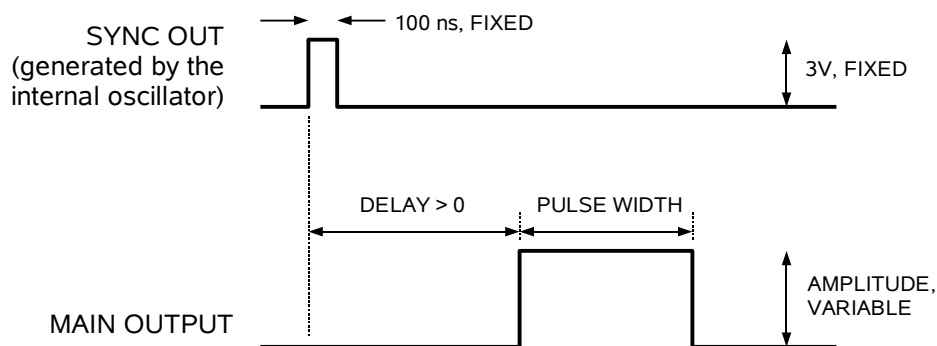 100 ns, FIXED
SYNC OUT
(generated by the
internal oscillator)
3V, FIXED
DELAY > 0
PULSE WIDTH
AMPLITUDE,
VARIABLE
MAIN OUTPUT